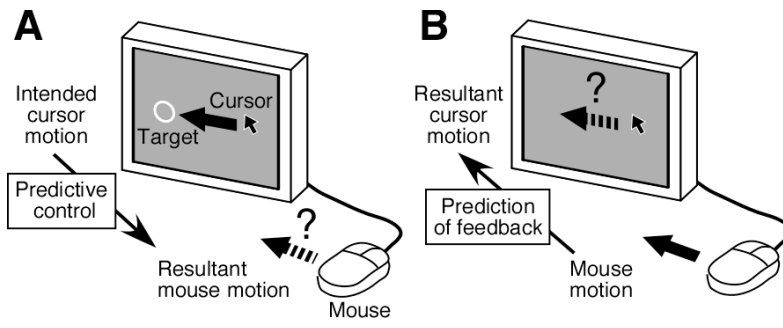 A
Intended
cursor
motion
Cursor
Target
Predictive
control
?
Resultant
mouse motion
Mouse
B
Resultant
cursor
motion
?
Prediction
of feedback
Mouse
motion